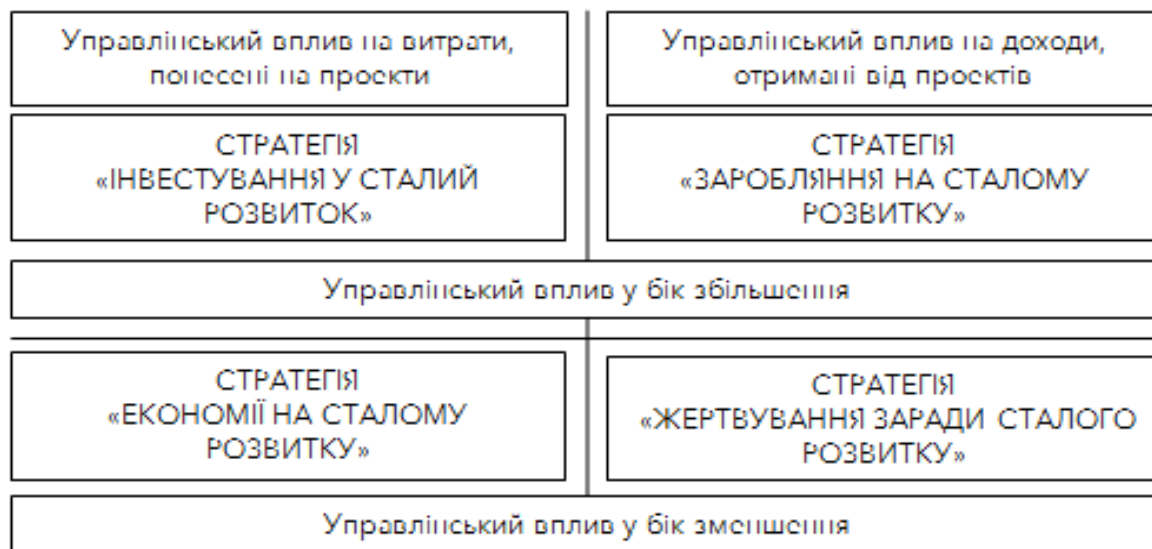 Управлінський вплив на витрати,
понесені на проекти
Управлінський вплив на доходи,
отримані від проектів
СТРАТЕГІЯ
«ІНВЕСТУВАННЯ У СТАЛИЙ
РОЗВИТОК»
СТРАТЕГІЯ
«ЗАРОБЛЯННЯ НА СТАЛОМУ
РОЗВИТКУ»
Управлінський вплив у бік збільшення
СТРАТЕГІЯ
«ЕКОНОМІЇ НА СТАЛОМУ
РОЗВИТКУ»
СТРАТЕГІЯ
«ЖЕРТВУВАННЯ ЗАРАДИ СТАЛОГО
РОЗВИТКУ»
Управлінський вплив у бік зменшення